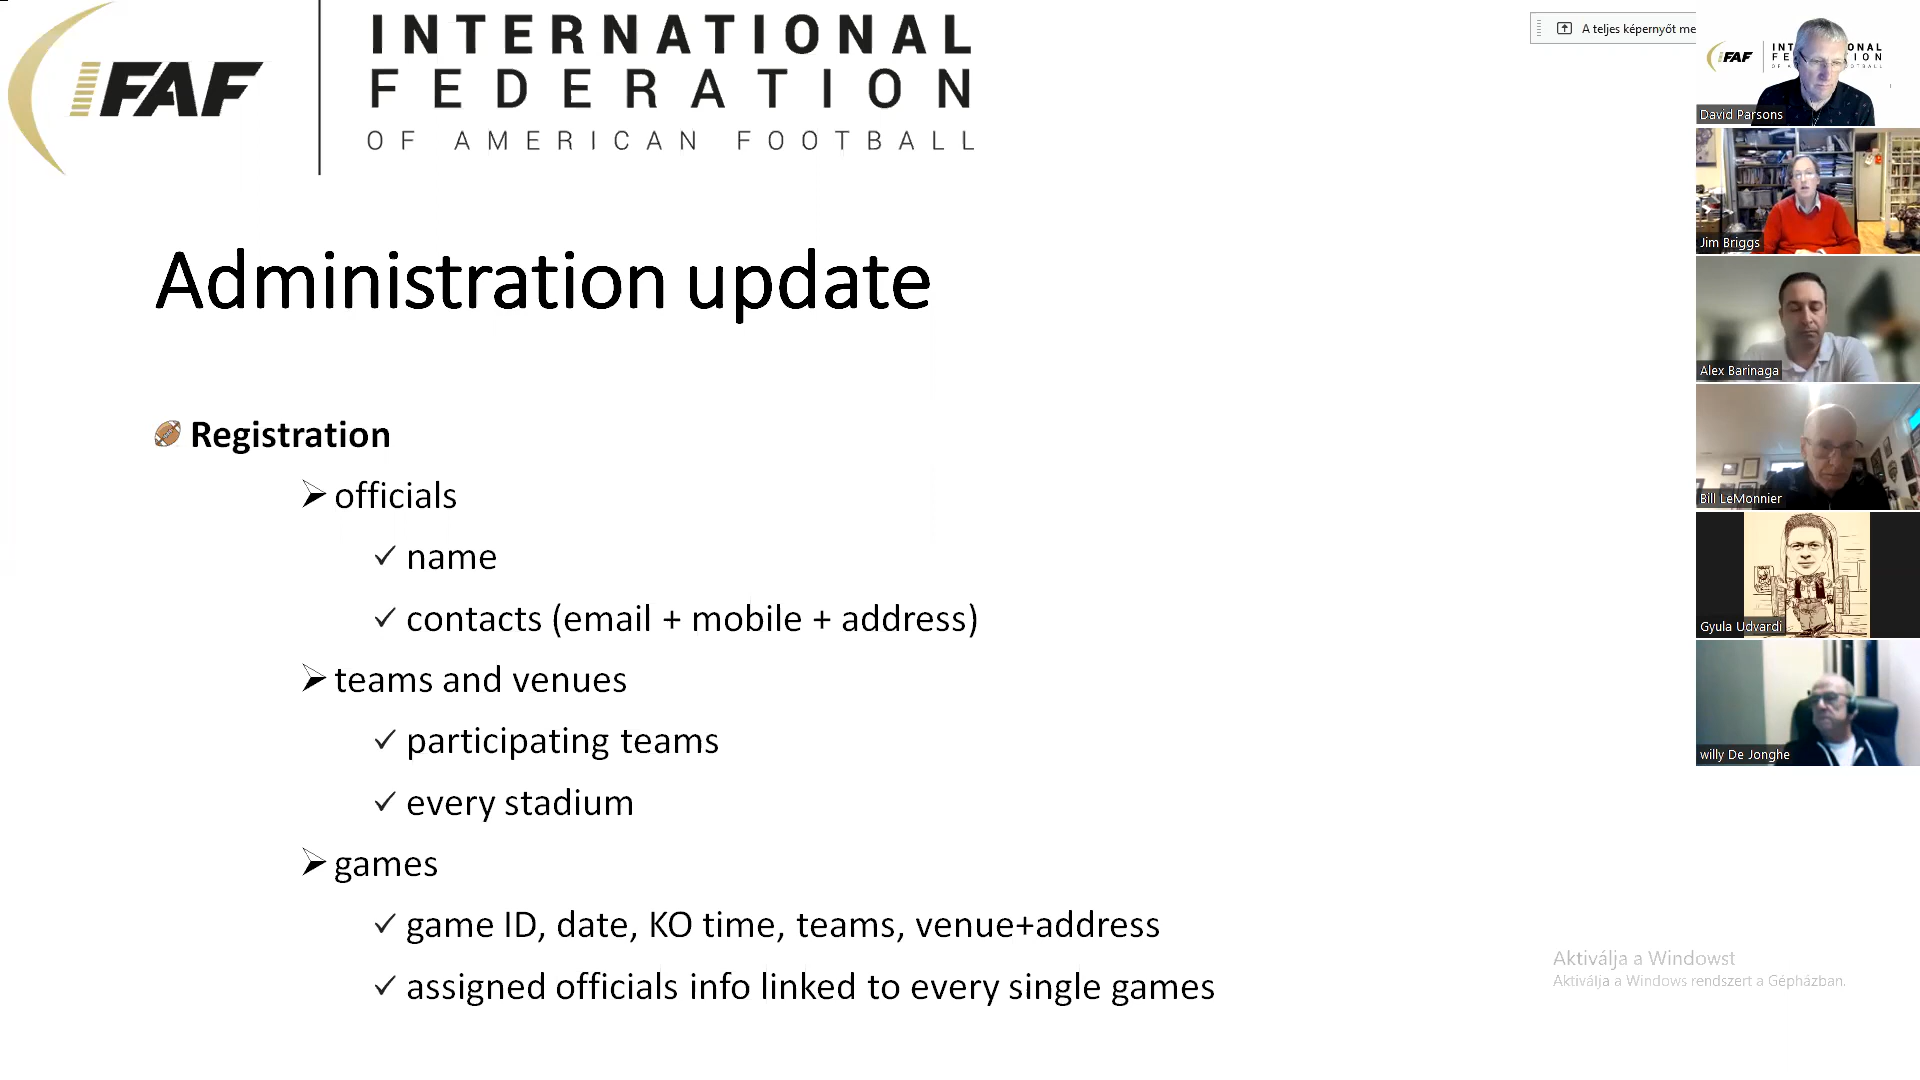 IFAF
INTERNATIONAL
FEDERATION
OF AMERICAN FOOTBALL
Administration update
Registration
officials
name
contacts (email + mobile + address)
teams and venues
participating teams
every stadium
games
game ID, date, KO time, teams, venue+address
assigned officials info linked to every single games
A teljes képernyőt me
FAF
David Parsons
Jim Briggs
Alex Barinaga
Bill LeMonnier
Gyula Udvardi
willy De Jonghe
Aktiválja a Windowst
Aktiválja a Windows rendszert a Gépházban.